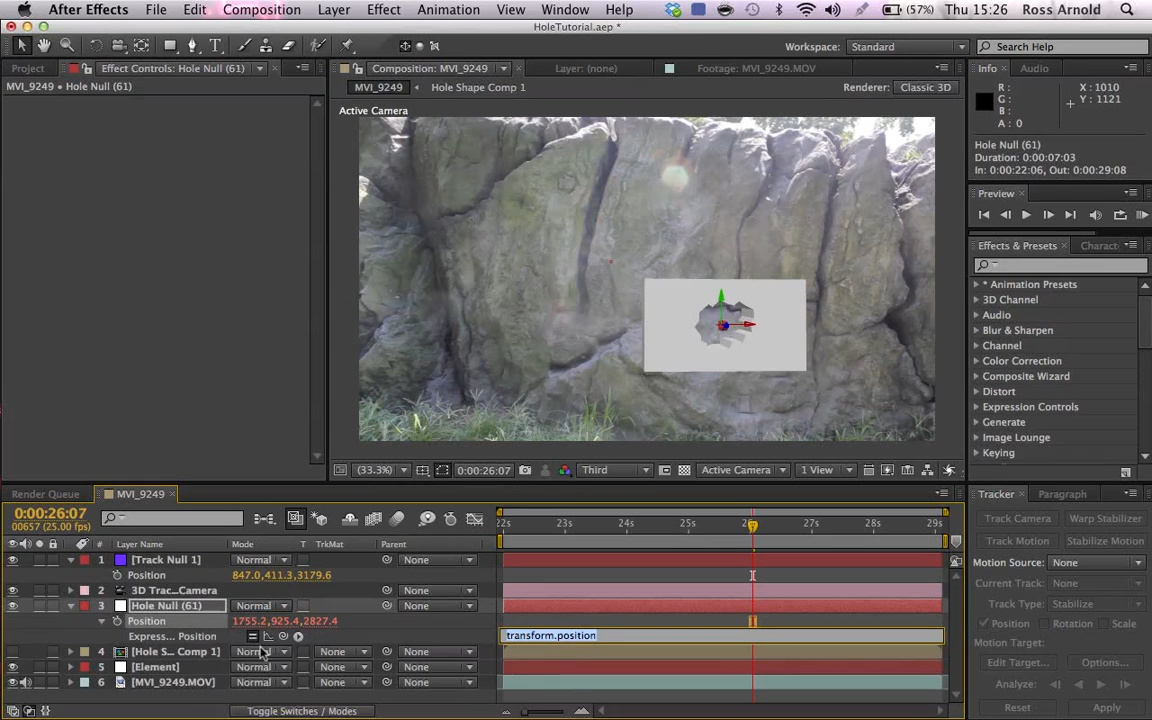 After Effects File Edit Composition Layer Effect Animation View Window Help (57%) Thu 15:26 Ross Arnold
HoleTutorial.aep *
Workspace: Standard Search Help
Project Effect Controls: Hole Null (61) Composition: MVI_9249 Layer: (none) Footage: MVI_9249.MOV Info Audio
MVI_9249 • Hole Null (61) MVI_9249 Hole Shape Comp 1 Renderer: Classic 3D
Active Camera
R: X : 1010
G: Y : 1121
B:
A: 0
Hole Null (61)
Duration: 0:00:07:03
In: 0:00:22:06, Out: 0:00:29:08
Preview
Effects & Presets Charact
* Animation Presets
3D Channel
Audio
Blur & Sharpen
Channel
Color Correction
Composite Wizard
Distort
Expression Controls
Generate
Image Lounge
Keying
(33.3%) 0:00:26:07 Third Active Camera 1 View
Render Queue MVI_9249
0:00:26:07
00657 (25.00 fps)
22s 23s 24s 25s 26s 27s 28s 29s
# Layer Name Mode T TrkMat Parent
1 [Track Null 1] Normal None
Position 847.0,411.3,3179.6
2 3D Trac...Camera None
3 Hole Null (61) Normal None
Position 1755.2,925.4,2827.4
Express... Position transform.position
4 [Hole S... Comp 1] Normal None None
5 [Element] Normal None None
6 [MVI_9249.MOV] Normal None None
Toggle Switches / Modes
Tracker Paragraph
Track Camera Warp Stabilizer
Track Motion Stabilize Motion
Motion Source: None
Current Track: None
Track Type: Stabilize
Position Rotation Scale
Motion Target:
Edit Target... Options...
Analyze:
Reset Apply